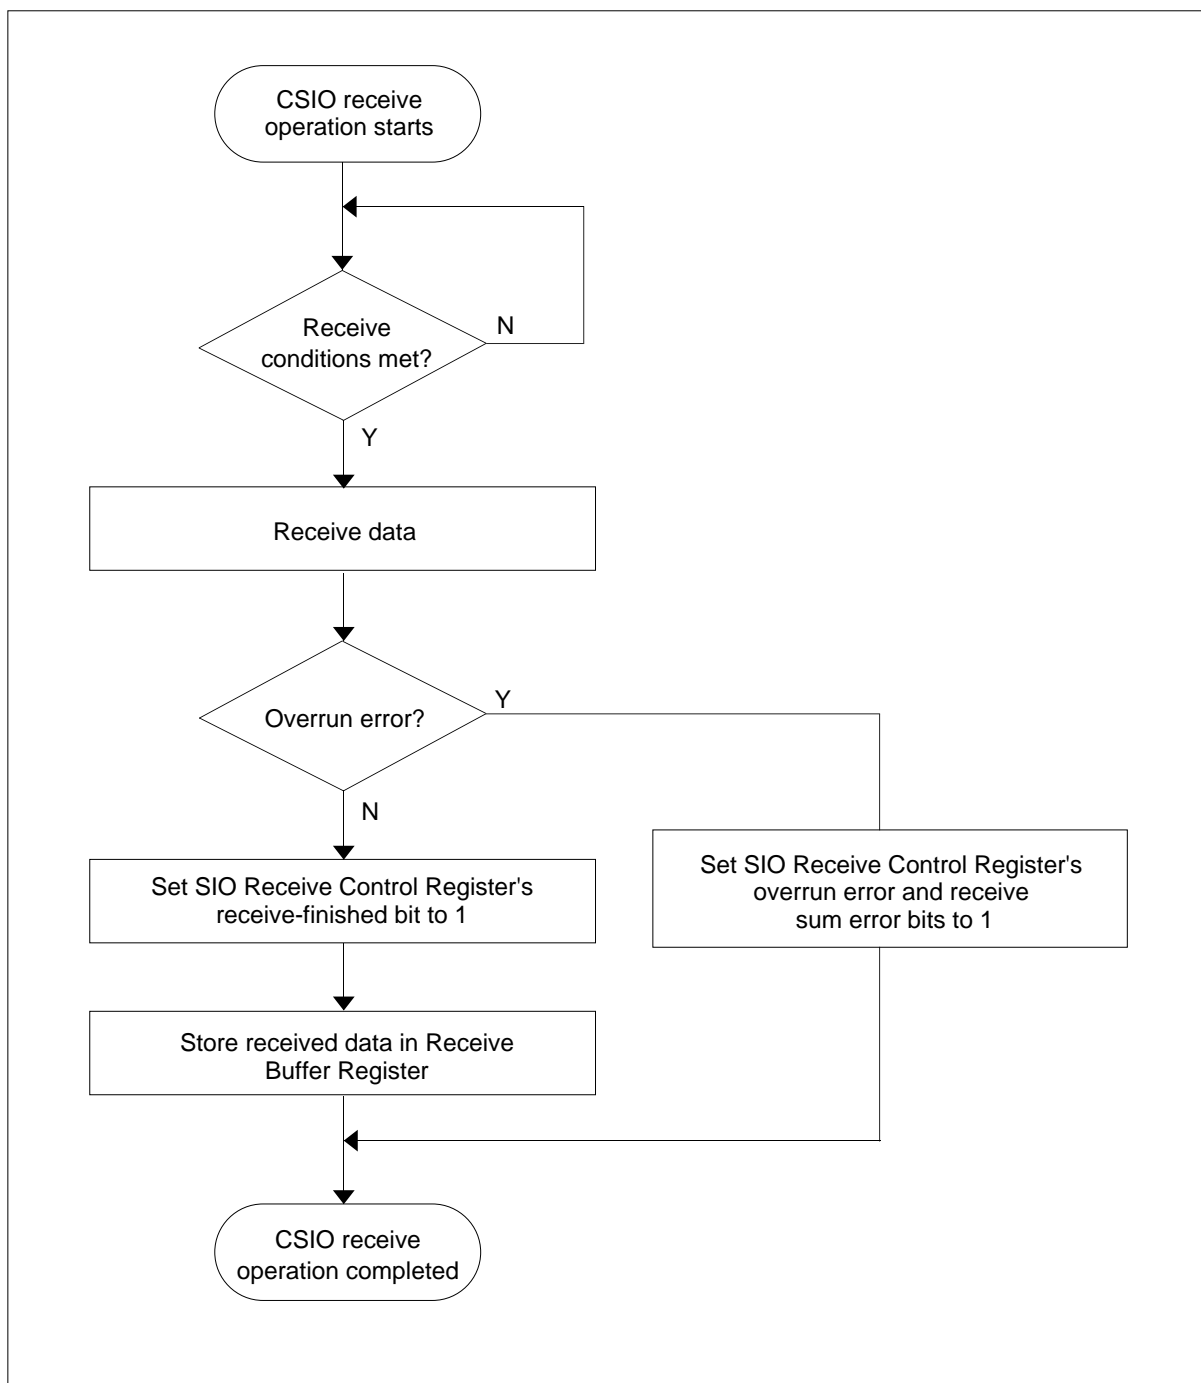 CSIO receive
operation starts
Receive
conditions met?
N
Y
Receive data
Overrun error?
Y
N
Set SIO Receive Control Register's
receive-finished bit to 1
Set SIO Receive Control Register's
overrun error and receive
sum error bits to 1
Store received data in Receive
Buffer Register
CSIO receive
operation completed